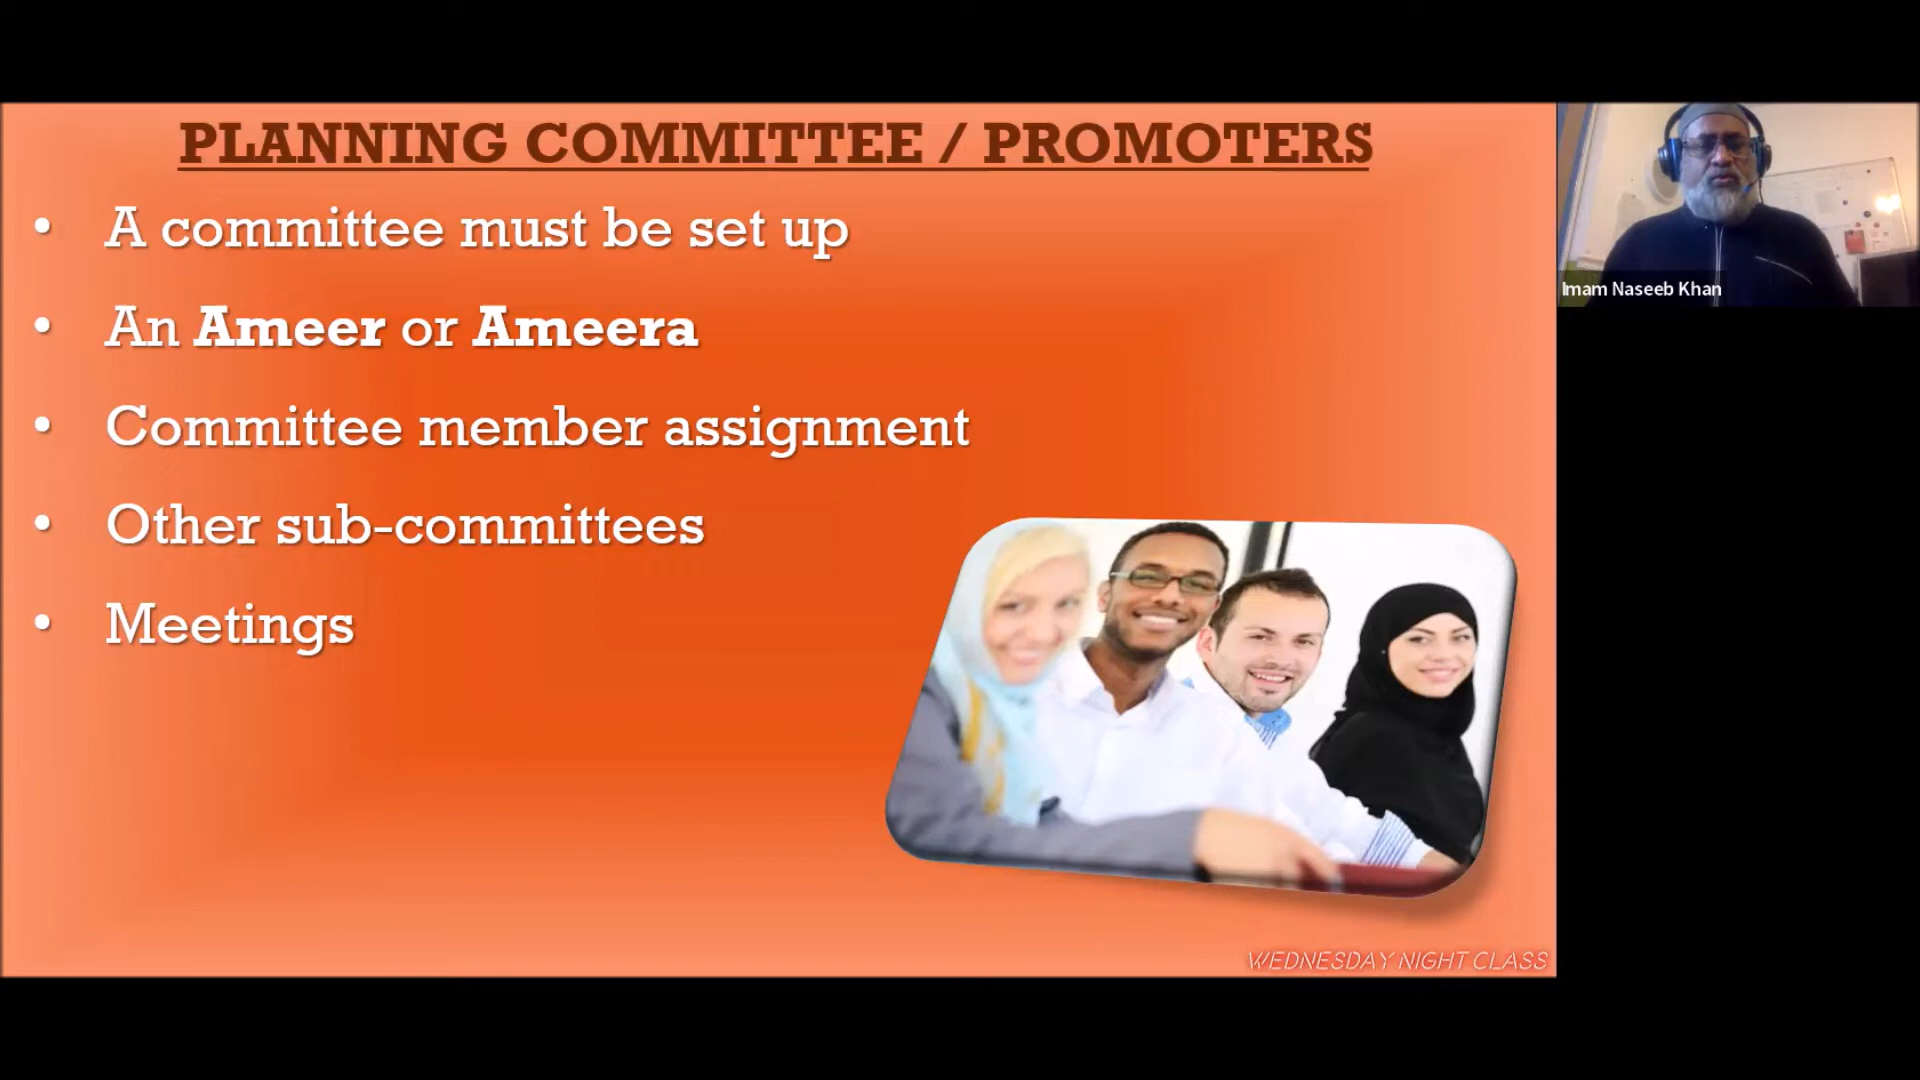 PLANNING COMMITTEE / PROMOTERS
• A committee must be set up
• An Ameer or Ameera
• Committee member assignment
• Other sub-committees
• Meetings
WEDNESDAY NIGHT CLASS
Imam Naseeb Khan